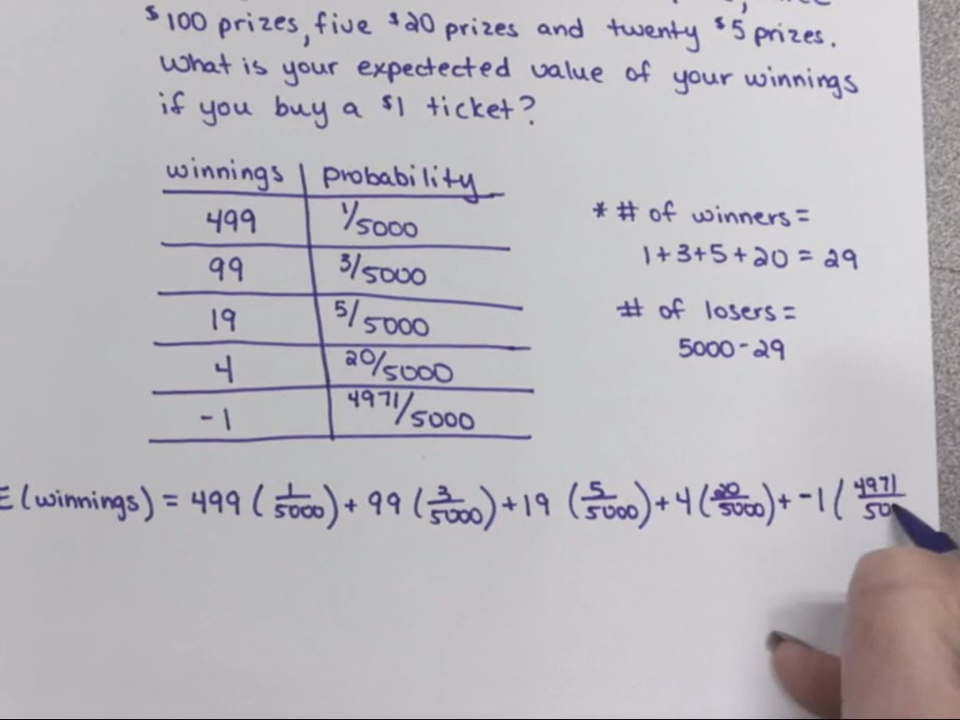 $100 prizes, five $20 prizes and twenty $5 prizes.
What is your expectected value of your winnings
if you buy a $1 ticket?
winnings probability
499 1/5000
99 3/5000
19 5/5000
4 20/5000
-1 4971/5000
* # of winners =
1+3+5+20 = 29
# of losers =
5000-29
E(winnings) = 499 (1/5000) + 99 (3/5000) + 19 (5/5000) + 4 (20/5000) + -1 (4971/50